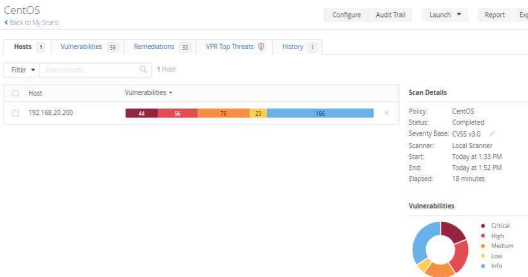 CentOS
Back to My Scans
Configure Audit Trail Launch Report
Hosts 1 Vulnerabilities 50 Remediations 33 VPR Top Threats History 1
Filter Search Hosts 1 Host
Host Vulnerabilities
192.168.20.200 44 56 75 23 166
Scan Details
Policy: CentOS
Status: Completed
Severity Base: CVSS v3.0
Scanner: Local Scanner
Start: Today at 1:33 PM
End: Today at 1:52 PM
Elapsed: 18 minutes
Vulnerabilities
Critical
High
Medium
Low
Info